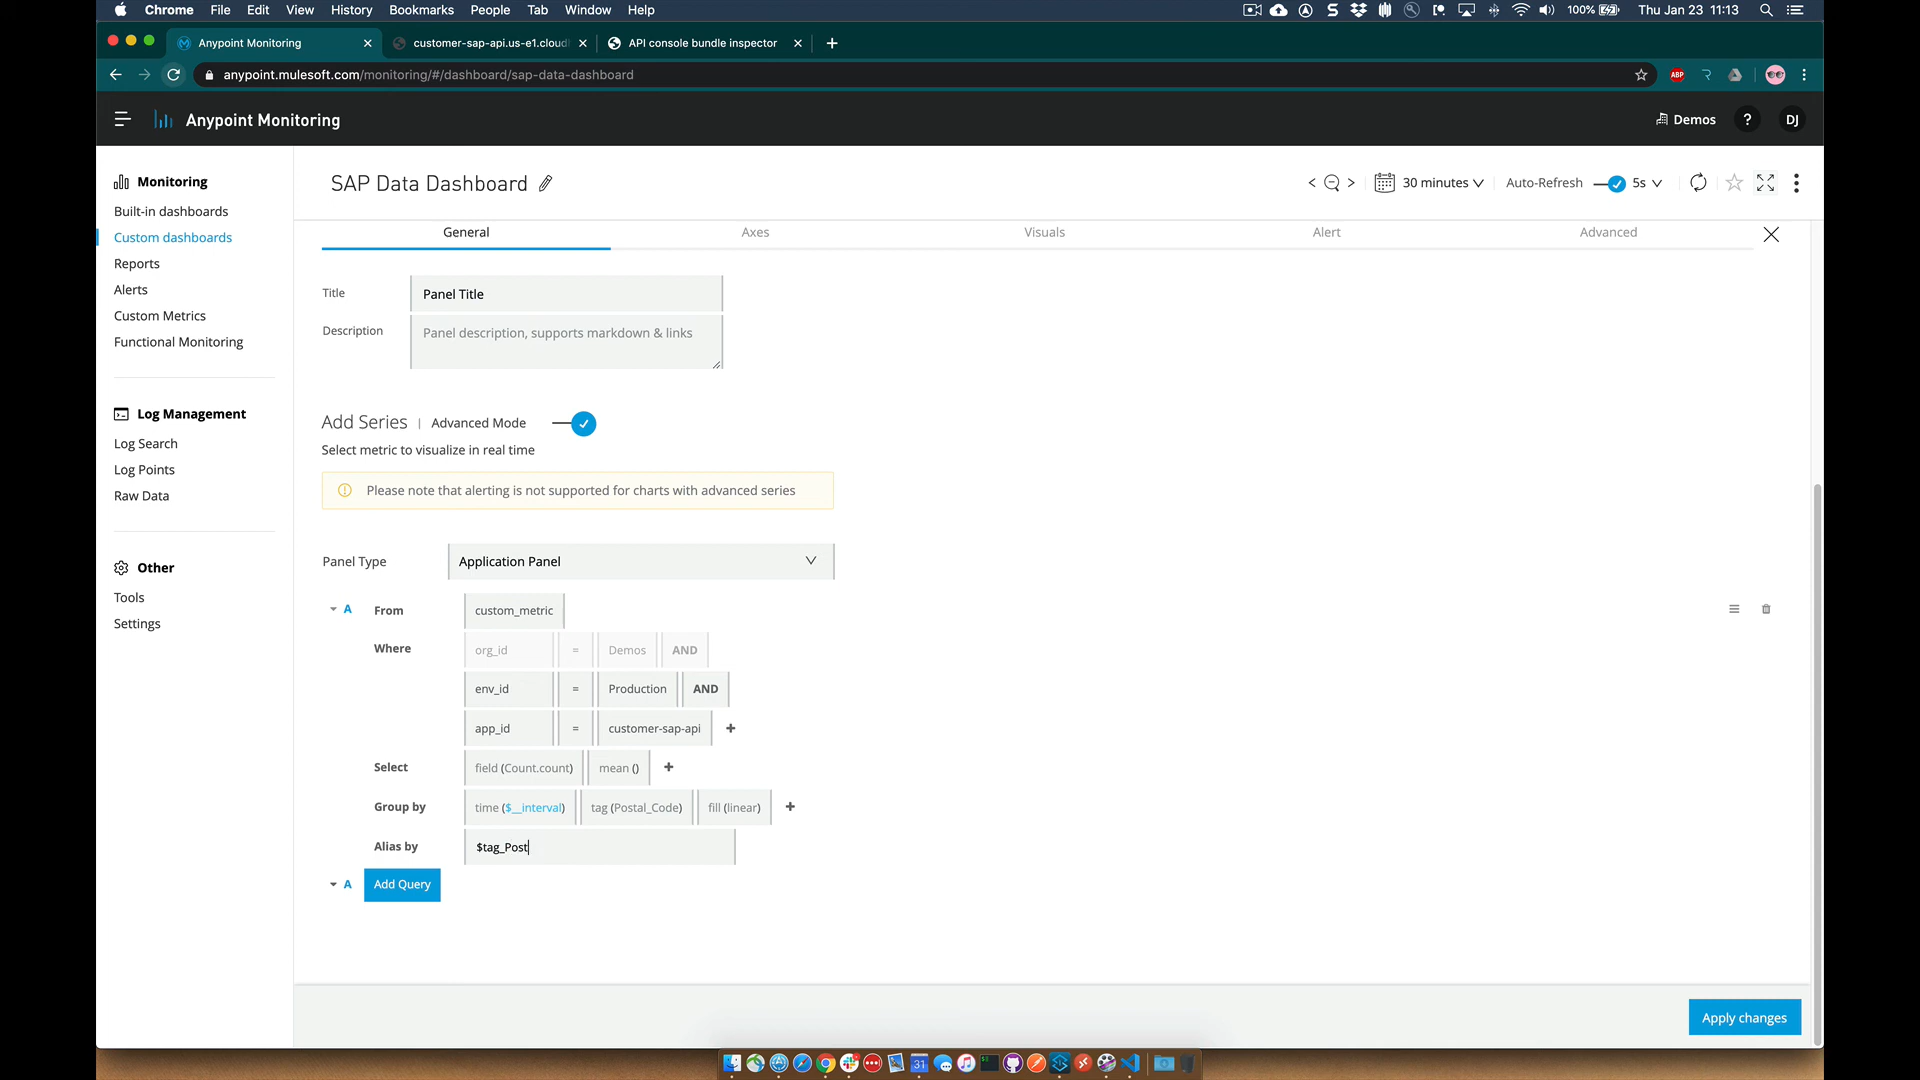 Chrome File Edit View History Bookmarks People Tab Window Help 100% Thu Jan 23 11:13
Anypoint Monitoring customer-sap-api.us-e1.cloud API console bundle inspector
anypoint.mulesoft.com/monitoring/#/dashboard/sap-data-dashboard ABP
Anypoint Monitoring Demos ? DJ
Monitoring
Built-in dashboards
Custom dashboards
Reports
Alerts
Custom Metrics
Functional Monitoring
Log Management
Log Search
Log Points
Raw Data
Other
Tools
Settings
SAP Data Dashboard 30 minutes Auto-Refresh 5s
General Axes Visuals Alert Advanced
Title Panel Title
Description Panel description, supports markdown & links
Add Series | Advanced Mode
Select metric to visualize in real time
Please note that alerting is not supported for charts with advanced series
Panel Type Application Panel
A From custom_metric
Where org_id = Demos AND
env_id = Production AND
app_id = customer-sap-api +
Select field (Count.count) mean () +
Group by time ($__interval) tag (Postal_Code) fill (linear) +
Alias by $tag_Post
A Add Query
Apply changes
31